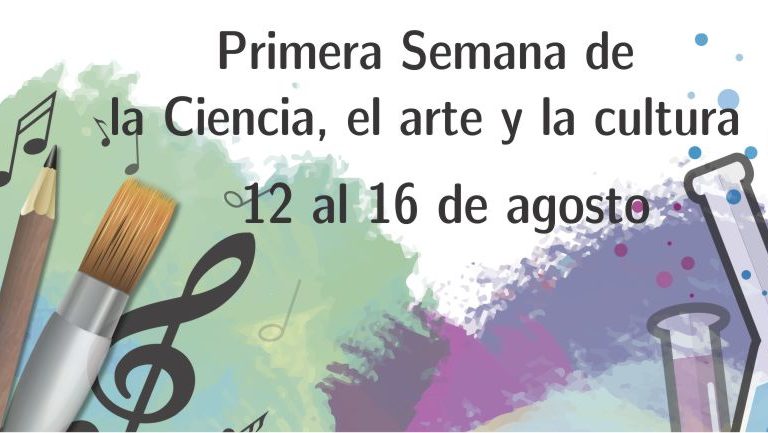 Primera Semana de
la Ciencia, el arte y la cultura
12 al 16 de agosto